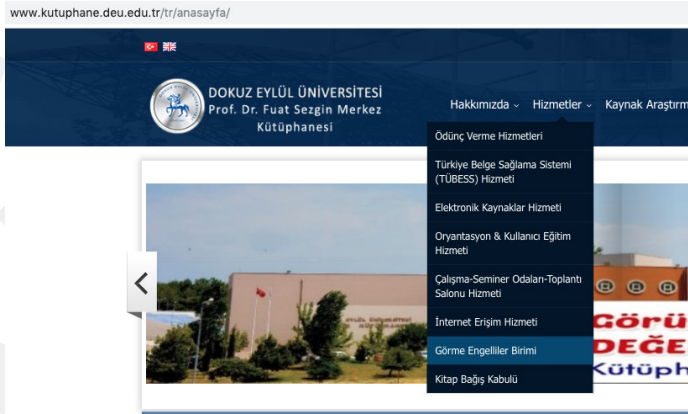 www.kutuphane.deu.edu.tr/tr/anasayfa/
DOKUZ EYLÜL ÜNİVERSİTESİ
Prof. Dr. Fuat Sezgin Merkez
Kütüphanesi
Hakkımızda Hizmetler Kaynak Araştırm
Ödünç Verme Hizmetleri
Türkiye Belge Sağlama Sistemi
(TÜBESS) Hizmeti
Elektronik Kaynaklar Hizmeti
Oryantasyon & Kullanıcı Eğitim
Hizmeti
Çalışma-Seminer Odaları-Toplantı
Salonu Hizmeti
İnternet Erişim Hizmeti
Görme Engelliler Birimi
Kitap Bağış Kabulü
Görü
DEĞE
Kütüph